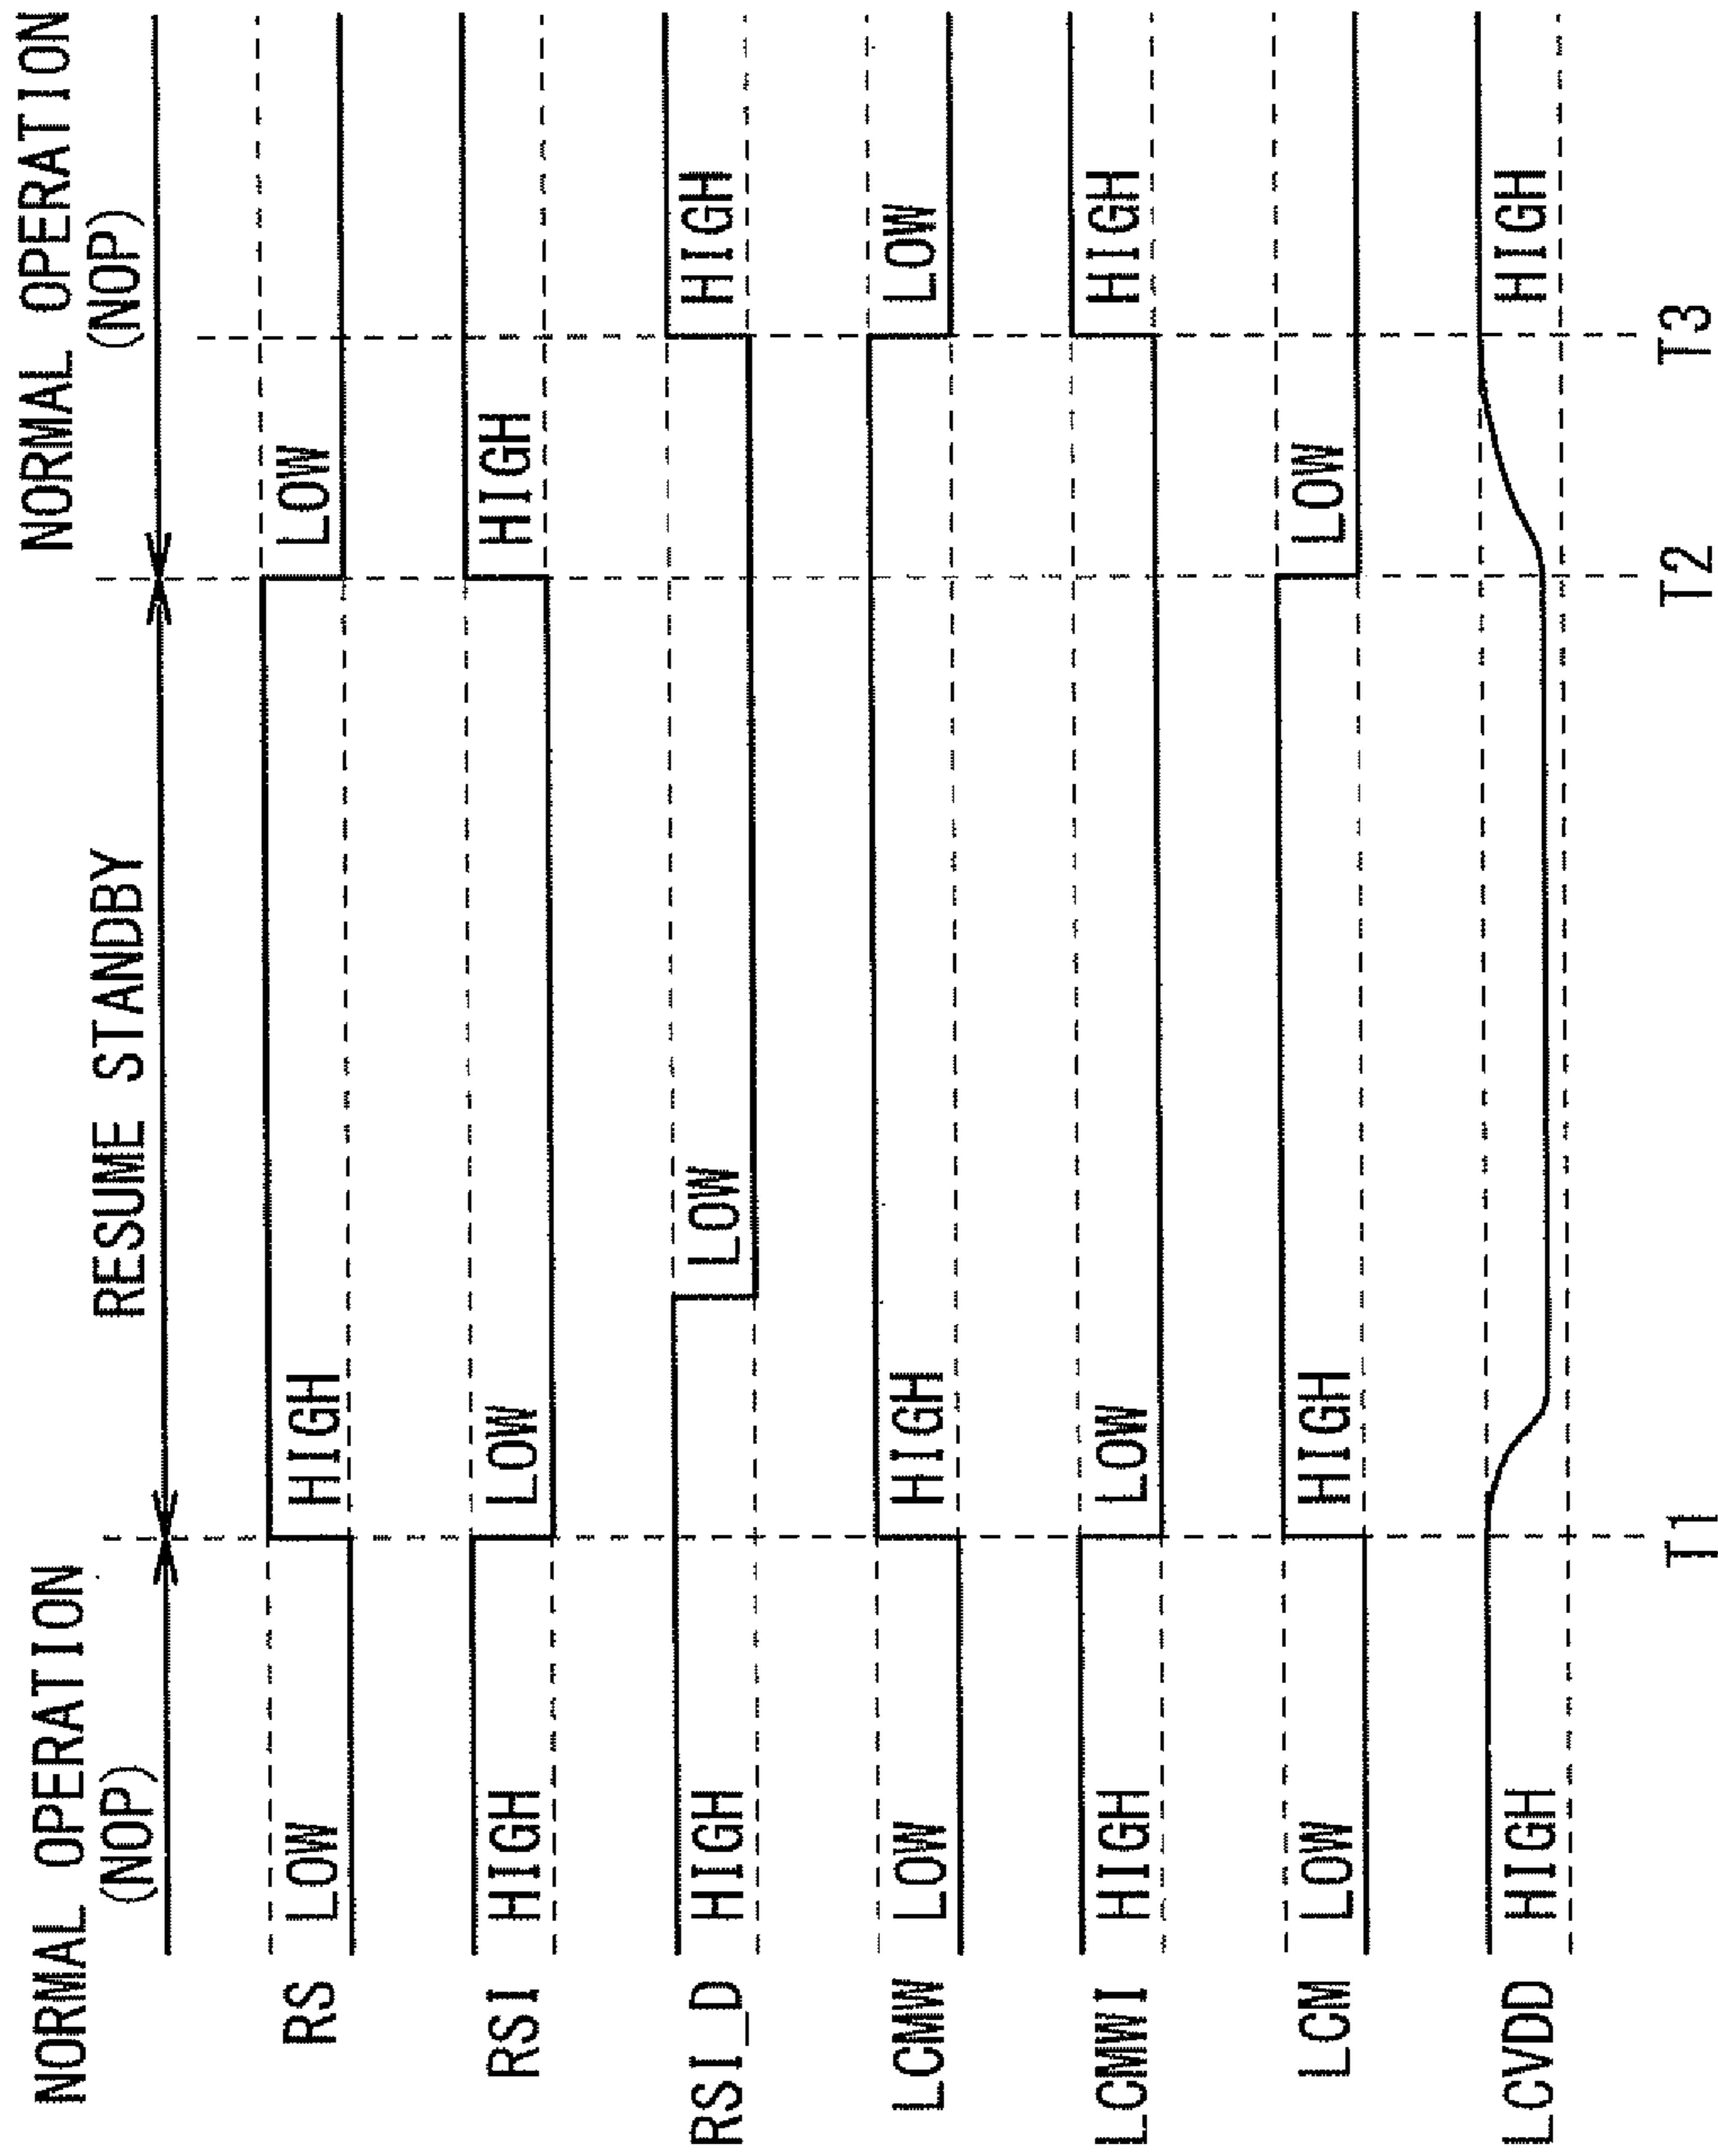 NORMAL OPERATION
(NOP)
RESUME STANDBY
NORMAL OPERATION
(NOP)
RS LOW HIGH LOW
RSI HIGH LOW HIGH
RSI_D HIGH LOW HIGH
LCMW LOW HIGH LOW
LCMWI HIGH LOW HIGH
LCM LOW HIGH LOW
LCVDD HIGH HIGH
T1 T2 T3